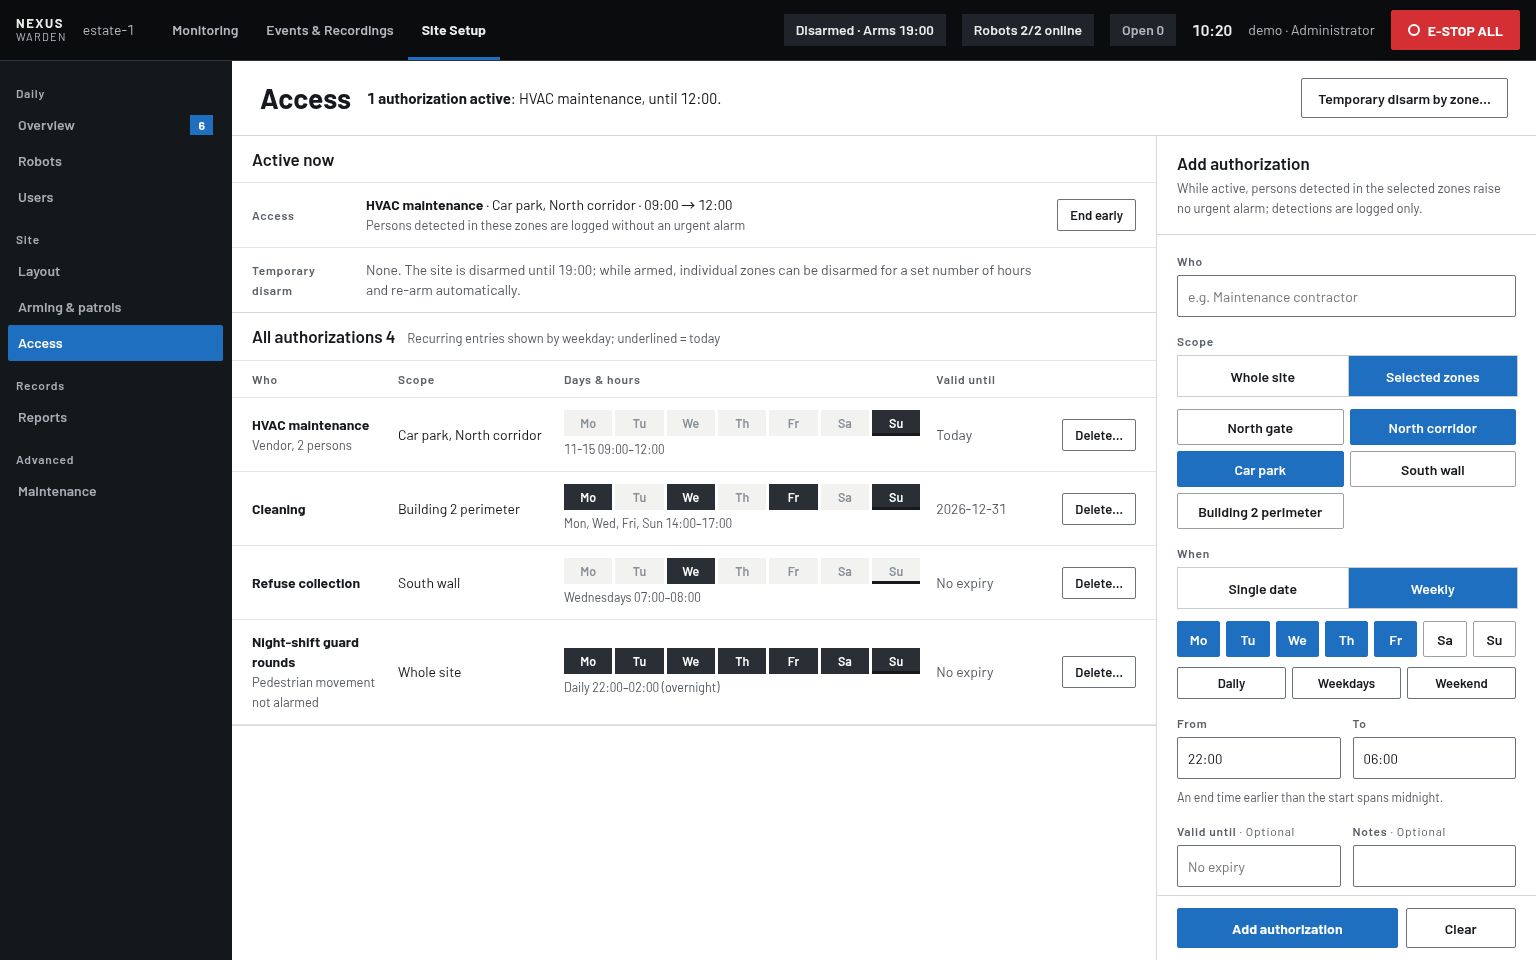 NEXUS
WARDEN
estate-1
Monitoring
Events & Recordings
Site Setup
Disarmed · Arms 19:00
Robots 2/2 online
Open 0
10:20
demo · Administrator
E-STOP ALL
Daily
Overview
6
Robots
Users
Site
Layout
Arming & patrols
Access
Records
Reports
Advanced
Maintenance
Access
1 authorization active: HVAC maintenance, until 12:00.
Temporary disarm by zone...
Active now
Access
HVAC maintenance · Car park, North corridor · 09:00 → 12:00
Persons detected in these zones are logged without an urgent alarm
End early
Temporary
disarm
None. The site is disarmed until 19:00; while armed, individual zones can be disarmed for a set number of hours
and re-arm automatically.
All authorizations 4
Recurring entries shown by weekday; underlined = today
Who
Scope
Days & hours
Valid until
HVAC maintenance
Vendor, 2 persons
Car park, North corridor
Mo Tu We Th Fr Sa Su
11-15 09:00–12:00
Today
Delete...
Cleaning
Building 2 perimeter
Mo Tu We Th Fr Sa Su
Mon, Wed, Fri, Sun 14:00–17:00
2026-12-31
Delete...
Refuse collection
South wall
Mo Tu We Th Fr Sa Su
Wednesdays 07:00–08:00
No expiry
Delete...
Night-shift guard
rounds
Pedestrian movement
not alarmed
Whole site
Mo Tu We Th Fr Sa Su
Daily 22:00–02:00 (overnight)
No expiry
Delete...
Add authorization
While active, persons detected in the selected zones raise
no urgent alarm; detections are logged only.
Who
e.g. Maintenance contractor
Scope
Whole site
Selected zones
North gate
North corridor
Car park
South wall
Building 2 perimeter
When
Single date
Weekly
Mo Tu We Th Fr Sa Su
Daily
Weekdays
Weekend
From
To
22:00
06:00
An end time earlier than the start spans midnight.
Valid until · Optional
Notes · Optional
No expiry
Add authorization
Clear